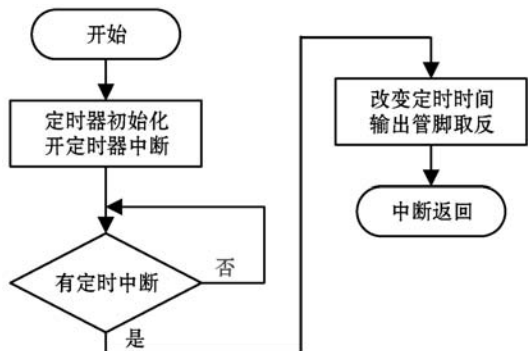 开始
定时器初始化
开定时器中断
有定时中断
否
是
改变定时时间
输出管脚取反
中断返回